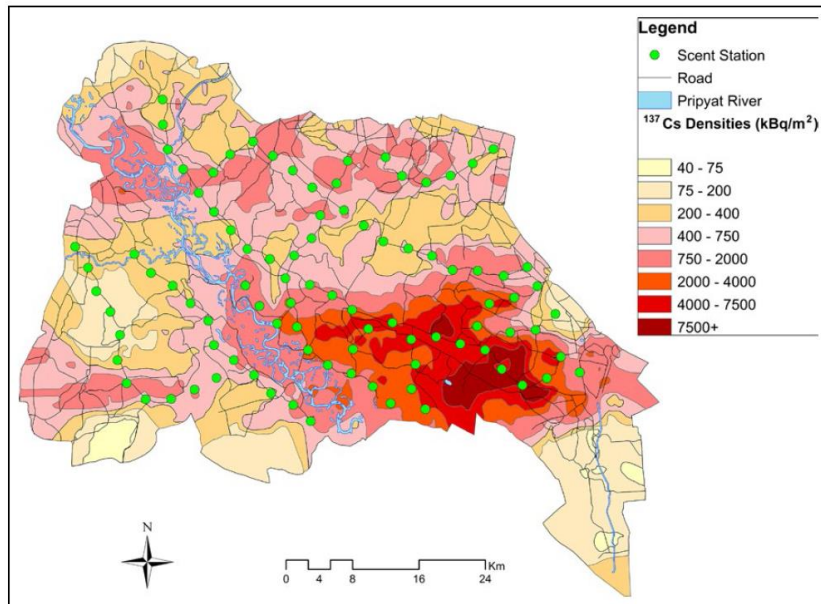 Legend
Scent Station
Road
Pripyat River
¹³⁷Cs Densities (kBq/m²)
40 - 75
75 - 200
200 - 400
400 - 750
750 - 2000
2000 - 4000
4000 - 7500
7500+
N
Km
0 4 8 16 24